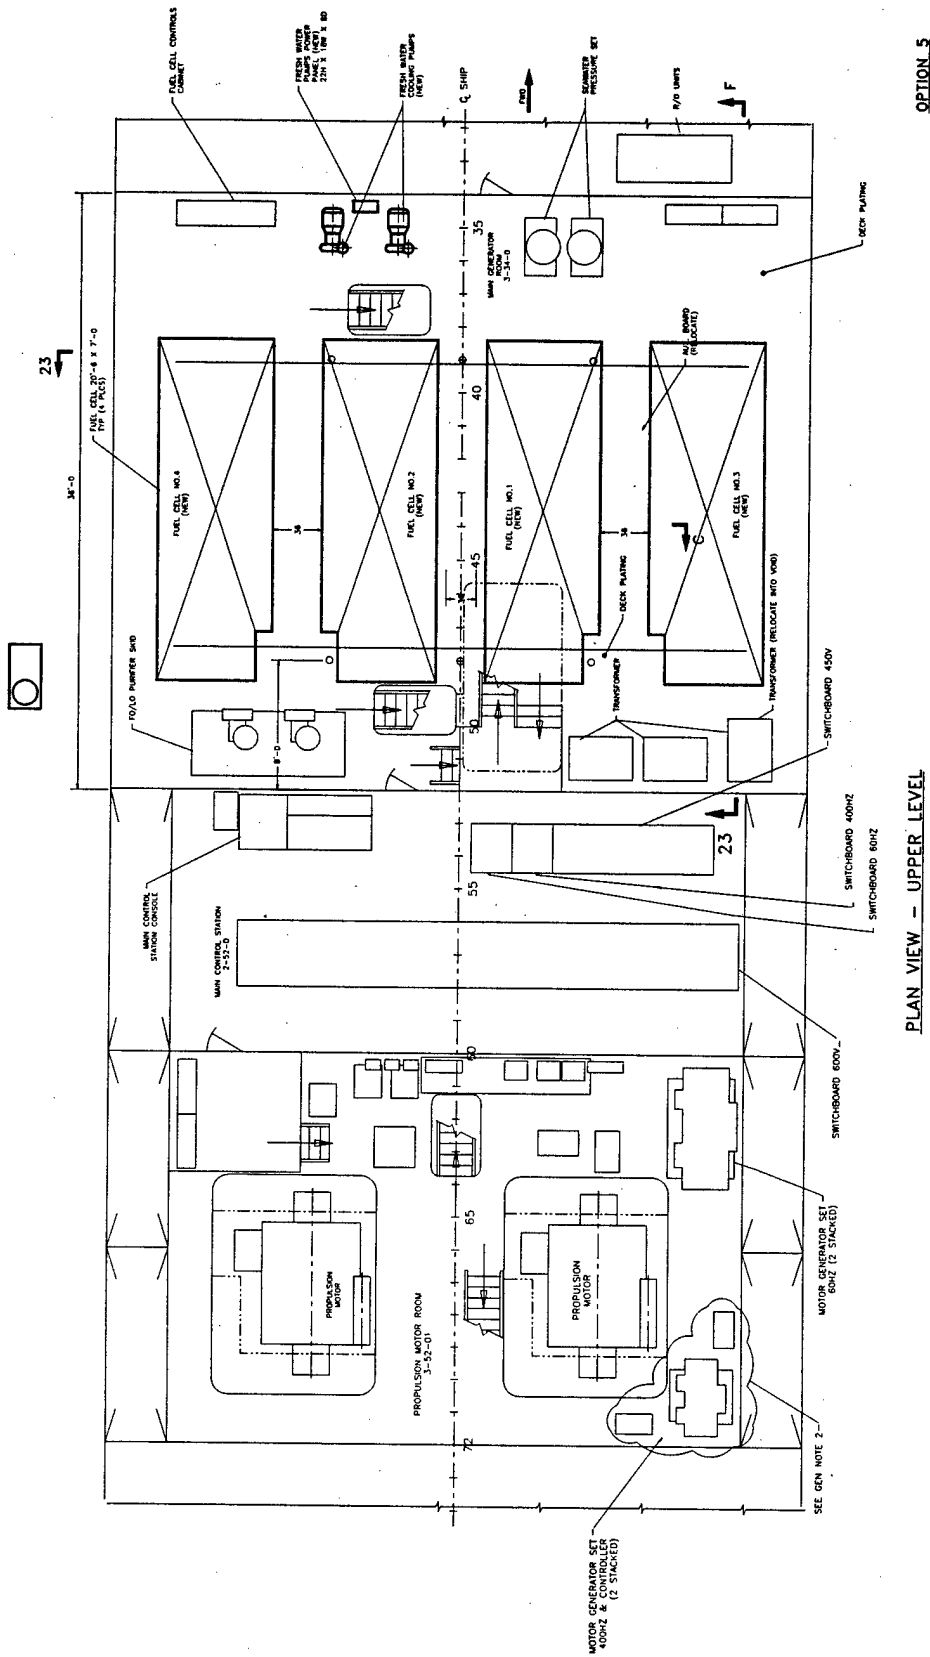 FUEL CELL CONTROLS
CABINET
FRESH WATER
PUMPS POWER
PANEL (NEW)
22H X 18W X 8D
FRESH WATER
COOLING PUMPS
(NEW)
℄ SHIP
FWD
SEAWATER
PRESSURE SET
R/O UNITS
F
OPTION 5
35
MAIN GENERATOR
ROOM
3-34-0
DECK PLATING
23
36'-0
FUEL CELL 20'-6 X 7'-0
TYP (4 PLCS)
FUEL CELL NO.4
(NEW)
FUEL CELL NO.2
(NEW)
FUEL CELL NO.1
(NEW)
FUEL CELL NO.3
(NEW)
(RELOCATE)
36
36
40
45
50
DECK PLATING
FO/LO PURIFIER SKID
8'-0
TRANSFORMER
TRANSFORMER (RELOCATE INTO VOID)
SWITCHBOARD 450V
23
SWITCHBOARD 400HZ
SWITCHBOARD 60HZ
MAIN CONTROL
STATION CONSOLE
MAIN CONTROL STATION
2-52-0
55
60
SWITCHBOARD 600V
PLAN VIEW - UPPER LEVEL
65
PROPULSION
MOTOR
PROPULSION
MOTOR
PROPULSION MOTOR ROOM
3-52-01
72
MOTOR GENERATOR SET
60HZ (2 STACKED)
SEE GEN NOTE 2
MOTOR GENERATOR SET
400HZ & CONTROLLER
(2 STACKED)